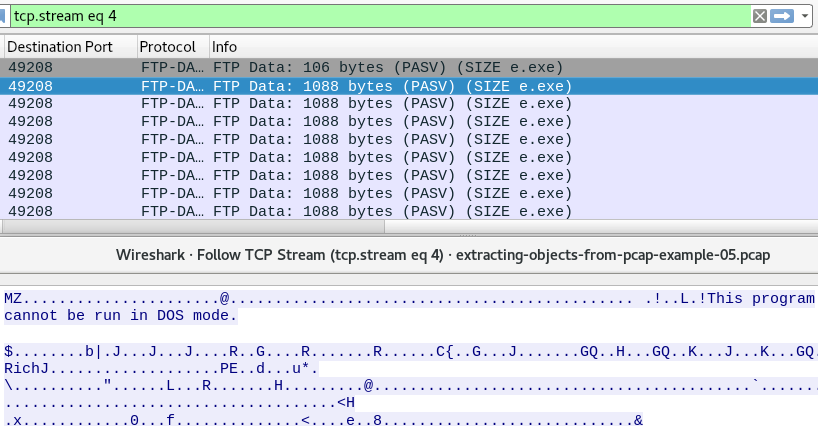 tcp.stream eq 4
Destination Port Protocol Info
49208 FTP-DA… FTP Data: 106 bytes (PASV) (SIZE e.exe)
49208 FTP-DA… FTP Data: 1088 bytes (PASV) (SIZE e.exe)
49208 FTP-DA… FTP Data: 1088 bytes (PASV) (SIZE e.exe)
49208 FTP-DA… FTP Data: 1088 bytes (PASV) (SIZE e.exe)
49208 FTP-DA… FTP Data: 1088 bytes (PASV) (SIZE e.exe)
49208 FTP-DA… FTP Data: 1088 bytes (PASV) (SIZE e.exe)
49208 FTP-DA… FTP Data: 1088 bytes (PASV) (SIZE e.exe)
49208 FTP-DA… FTP Data: 1088 bytes (PASV) (SIZE e.exe)
49208 FTP-DA… FTP Data: 1088 bytes (PASV) (SIZE e.exe)
Wireshark · Follow TCP Stream (tcp.stream eq 4) · extracting-objects-from-pcap-example-05.pcap
MZ......................@............................................. .!..L.!This program
cannot be run in DOS mode.
$........b|.J...J...J....R..G....R.......R......C{..G...J.......GQ..H...GQ..K...J...K...GQ
RichJ...................PE..d...u*.
\.........."......L...R.......H.........@..........................................`.......
.....................................<H
.x............0...f..............<....e..8............................&